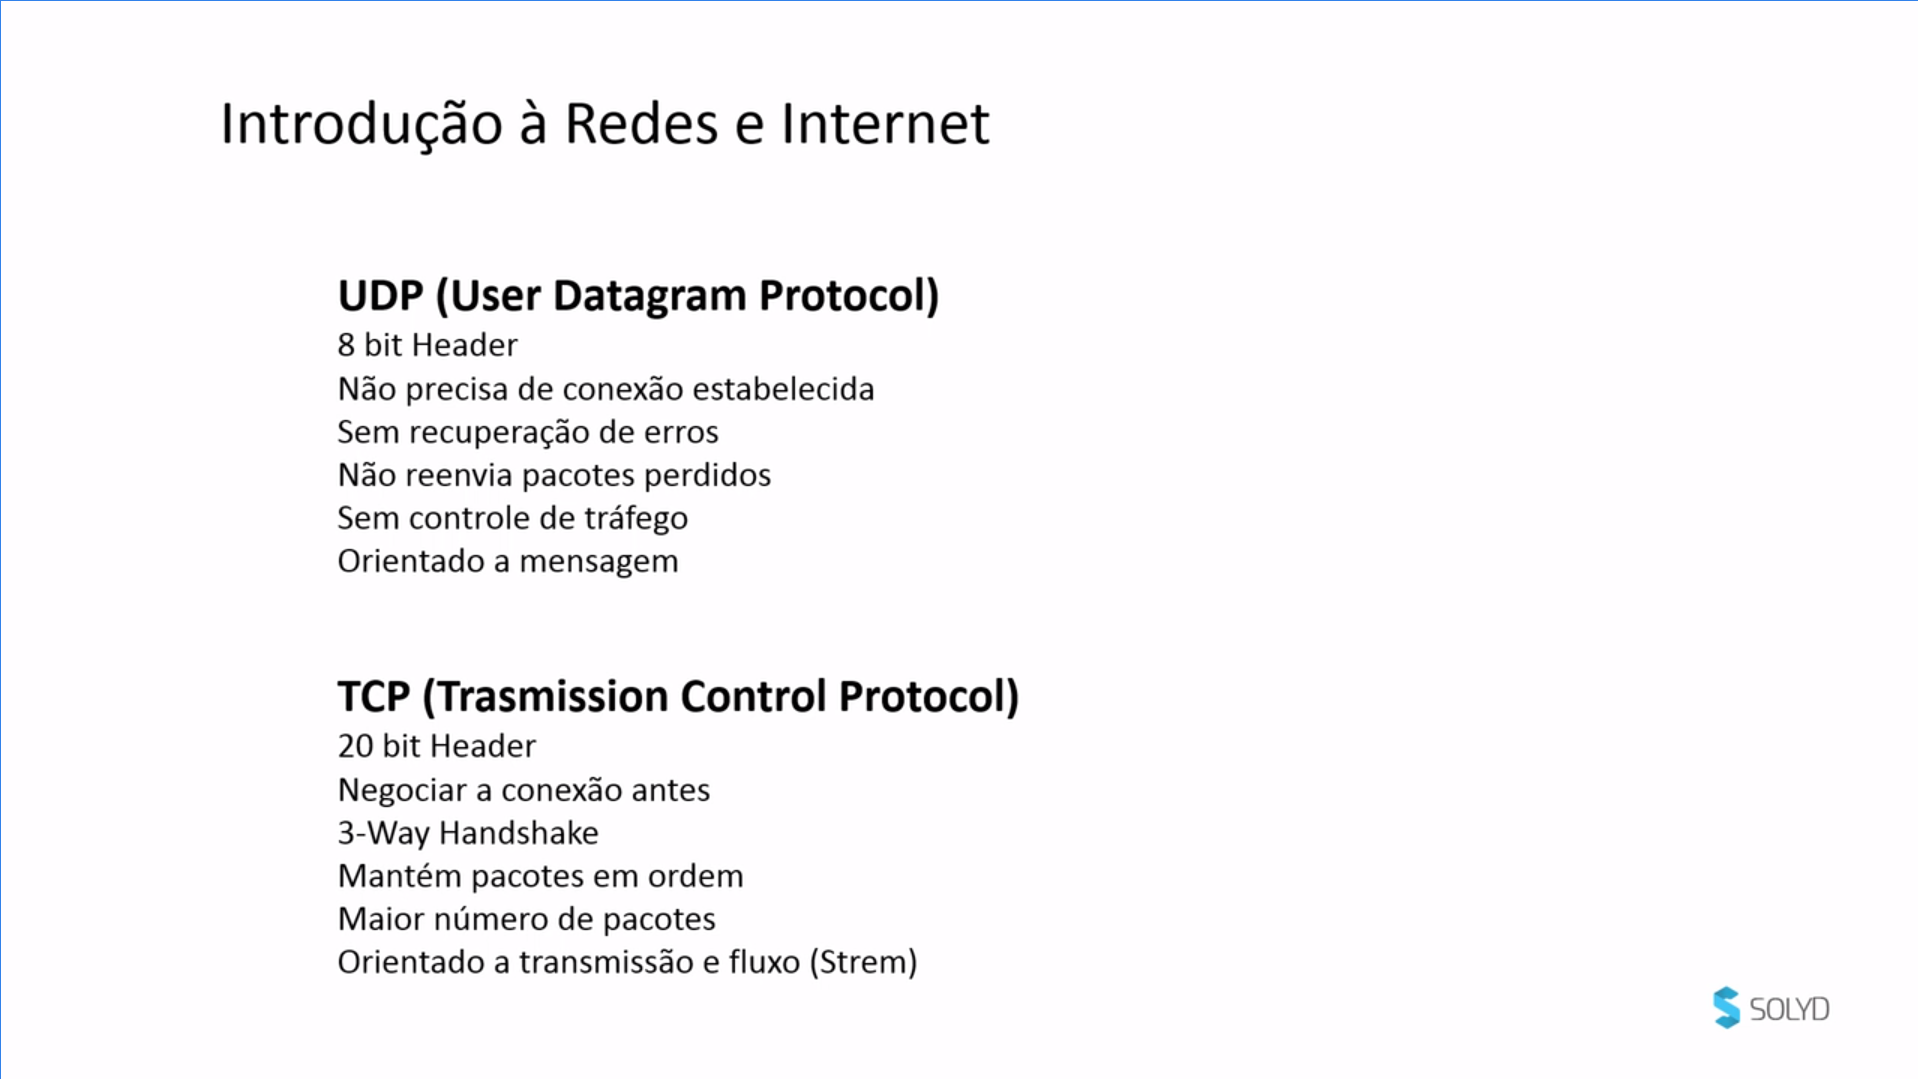 Introdução à Redes e Internet
UDP (User Datagram Protocol)
8 bit Header
Não precisa de conexão estabelecida
Sem recuperação de erros
Não reenvia pacotes perdidos
Sem controle de tráfego
Orientado a mensagem
TCP (Trasmission Control Protocol)
20 bit Header
Negociar a conexão antes
3-Way Handshake
Mantém pacotes em ordem
Maior número de pacotes
Orientado a transmissão e fluxo (Strem)
SOLYD